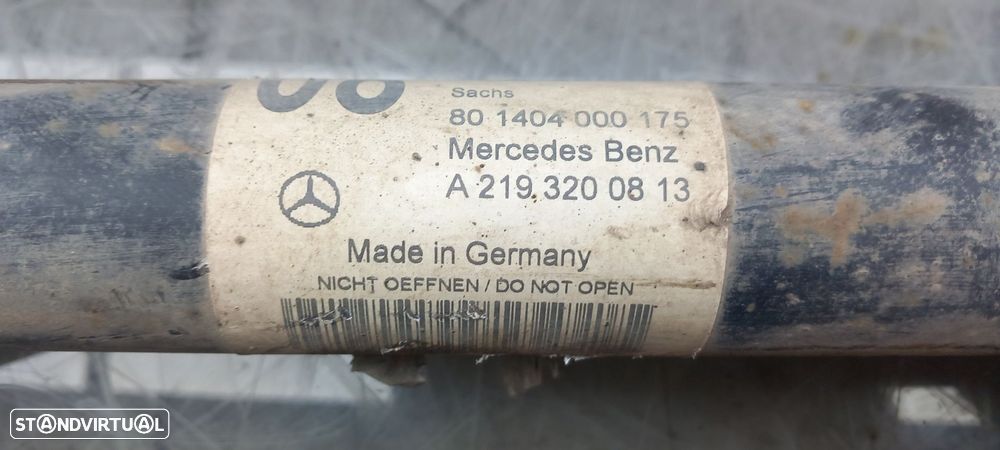 Sachs
80 1404 000 175
Mercedes Benz
A 219 320 08 13
Made in Germany
NICHT OEFFNEN / DO NOT OPEN
STANDVIRTUAL